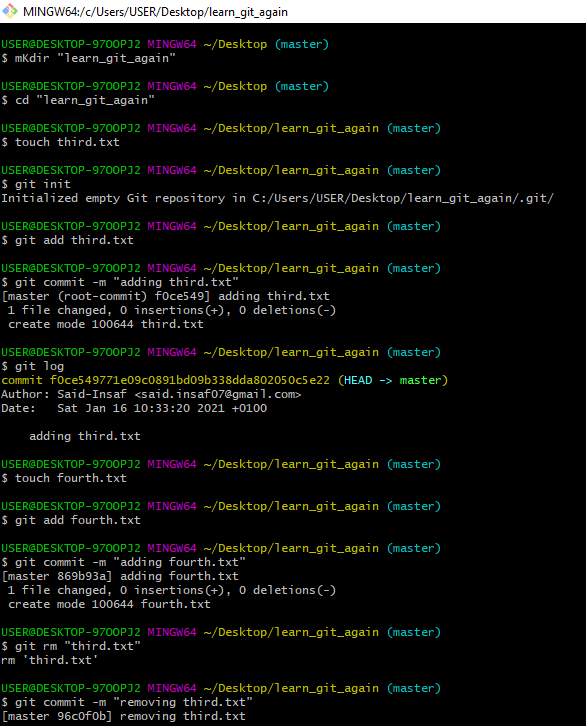 MINGW64:/c/Users/USER/Desktop/learn_git_again
USER@DESKTOP-97OOPJ2 MINGW64 ~/Desktop (master)
$ mKdir "learn_git_again"
USER@DESKTOP-97OOPJ2 MINGW64 ~/Desktop (master)
$ cd "learn_git_again"
USER@DESKTOP-97OOPJ2 MINGW64 ~/Desktop/learn_git_again (master)
$ touch third.txt
USER@DESKTOP-97OOPJ2 MINGW64 ~/Desktop/learn_git_again (master)
$ git init
Initialized empty Git repository in C:/Users/USER/Desktop/learn_git_again/.git/
USER@DESKTOP-97OOPJ2 MINGW64 ~/Desktop/learn_git_again (master)
$ git add third.txt
USER@DESKTOP-97OOPJ2 MINGW64 ~/Desktop/learn_git_again (master)
$ git commit -m "adding third.txt"
[master (root-commit) f0ce549] adding third.txt
 1 file changed, 0 insertions(+), 0 deletions(-)
 create mode 100644 third.txt
USER@DESKTOP-97OOPJ2 MINGW64 ~/Desktop/learn_git_again (master)
$ git log
commit f0ce549771e09c0891bd09b338dda802050c5e22 (HEAD -> master)
Author: Said-Insaf <said.insaf07@gmail.com>
Date:   Sat Jan 16 10:33:20 2021 +0100
    adding third.txt
USER@DESKTOP-97OOPJ2 MINGW64 ~/Desktop/learn_git_again (master)
$ touch fourth.txt
USER@DESKTOP-97OOPJ2 MINGW64 ~/Desktop/learn_git_again (master)
$ git add fourth.txt
USER@DESKTOP-97OOPJ2 MINGW64 ~/Desktop/learn_git_again (master)
$ git commit -m "adding fourth.txt"
[master 869b93a] adding fourth.txt
 1 file changed, 0 insertions(+), 0 deletions(-)
 create mode 100644 fourth.txt
USER@DESKTOP-97OOPJ2 MINGW64 ~/Desktop/learn_git_again (master)
$ git rm "third.txt"
rm 'third.txt'
USER@DESKTOP-97OOPJ2 MINGW64 ~/Desktop/learn_git_again (master)
$ git commit -m "removing third.txt"
[master 96c0f0b] removing third.txt